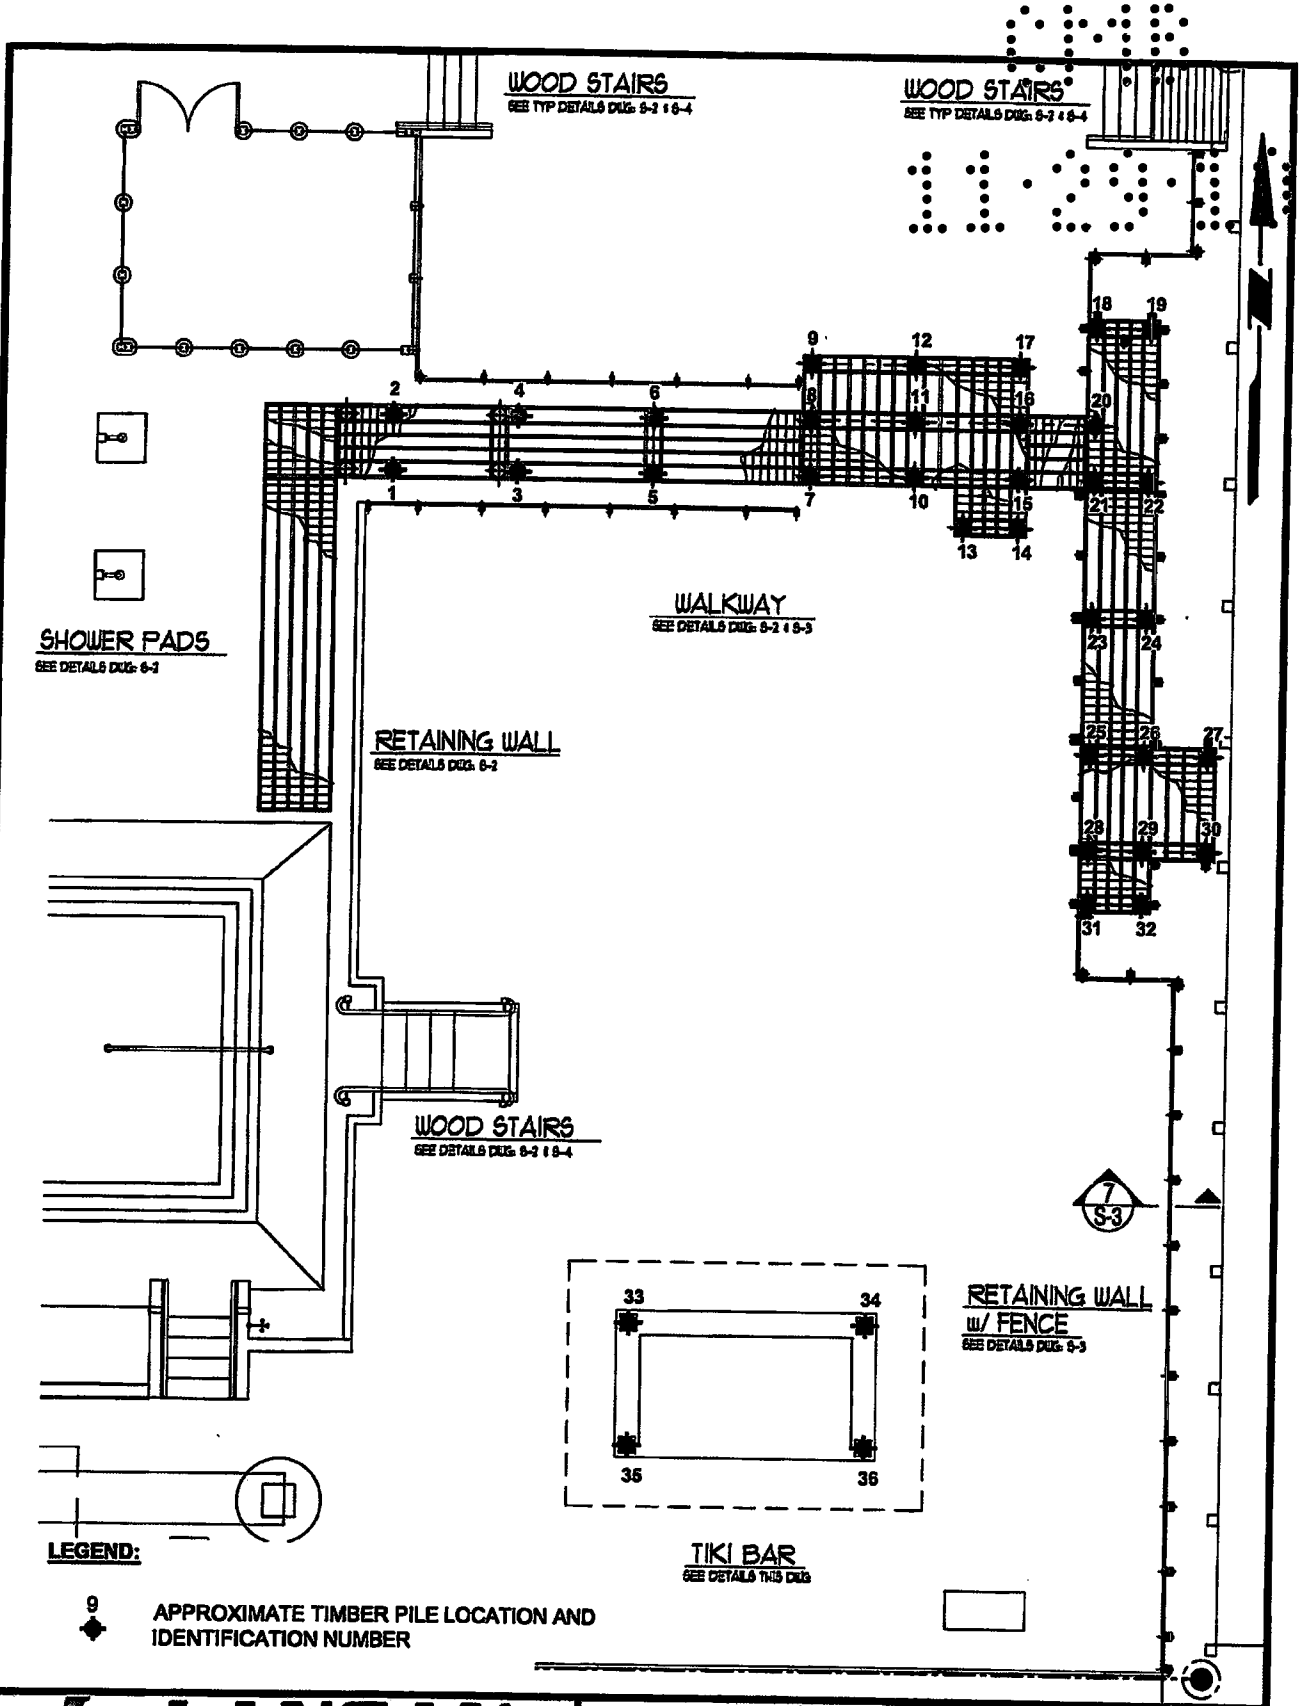 WOOD STAIRS
SEE TYP DETAILS DWG: S-2 & S-4
WOOD STAIRS
SEE TYP DETAILS DWG: S-2 & S-4
18 19
9 12 17
2 4 6 8 11 16 20
1 3 5 7 10 15 21 22
13 14
WALKWAY
SEE DETAILS DWG: S-2 & S-3
SHOWER PADS
SEE DETAILS DWG: S-2
23 24
RETAINING WALL
SEE DETAILS DWG: S-2
25 26 27
28 29 30
31 32
WOOD STAIRS
SEE DETAILS DWG: S-2 & S-4
7
S-3
33 34
RETAINING WALL
W/ FENCE
SEE DETAILS DWG: S-3
35 36
TIKI BAR
SEE DETAILS THIS DWG
LEGEND:
9
APPROXIMATE TIMBER PILE LOCATION AND
IDENTIFICATION NUMBER